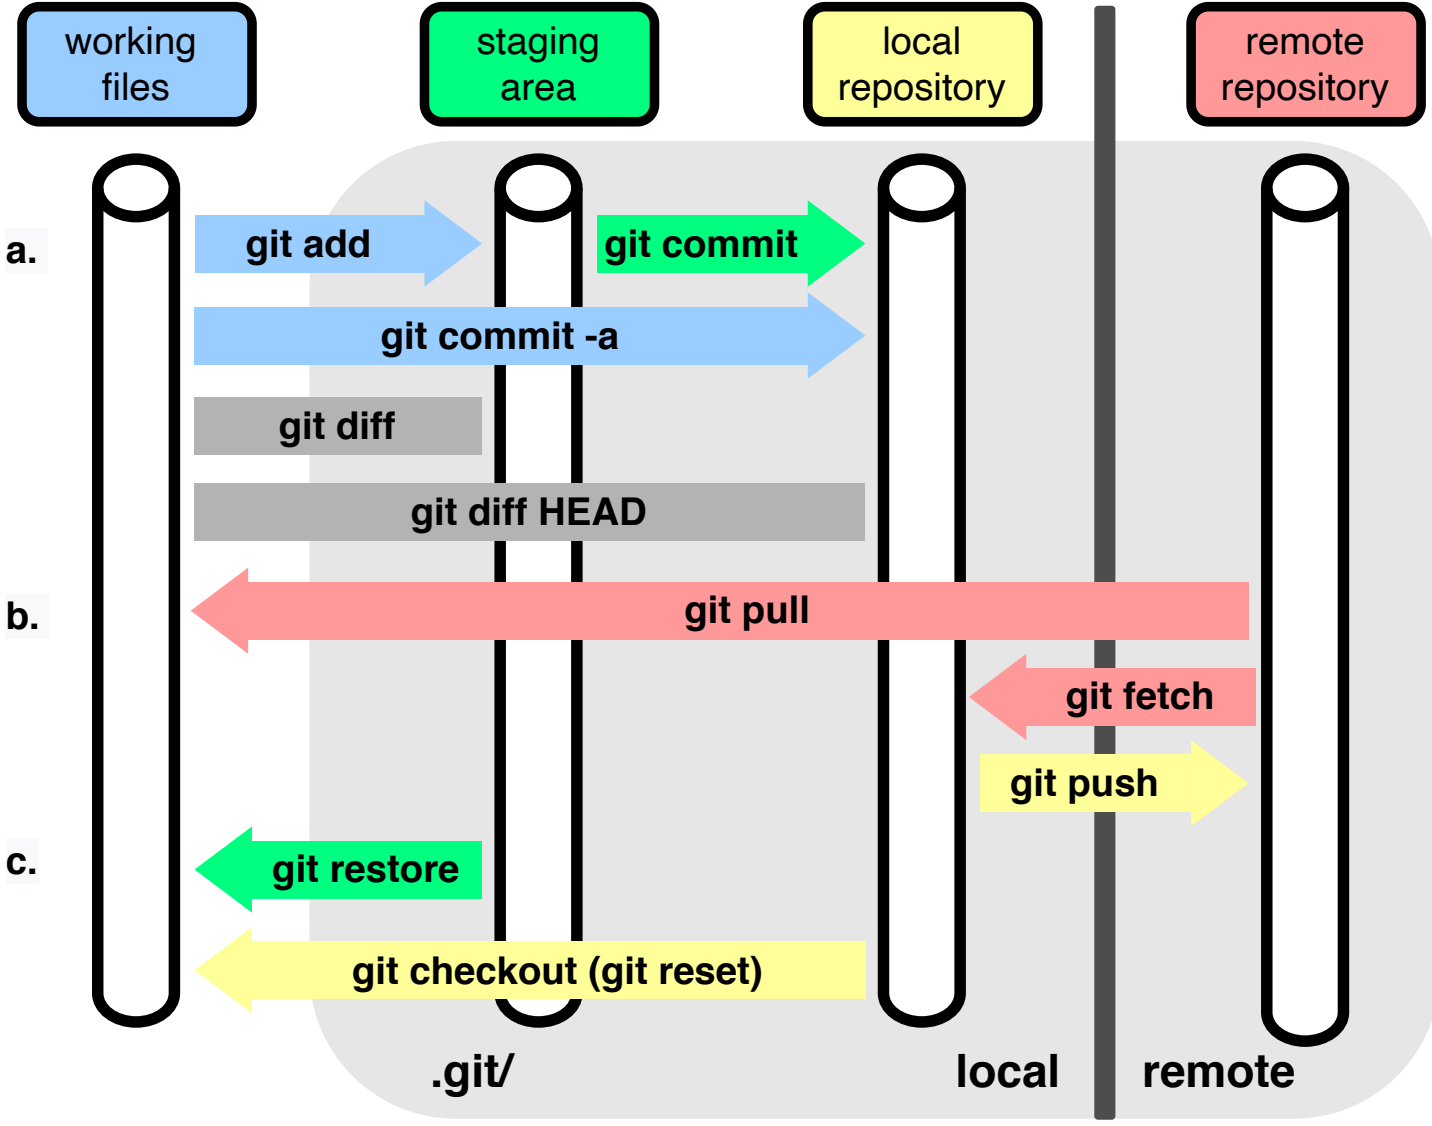 working
files
staging
area
local
repository
remote
repository
a.
git add
git commit
git commit -a
git diff
git diff HEAD
b.
git pull
git fetch
git push
c.
git restore
git checkout (git reset)
.git/
local
remote